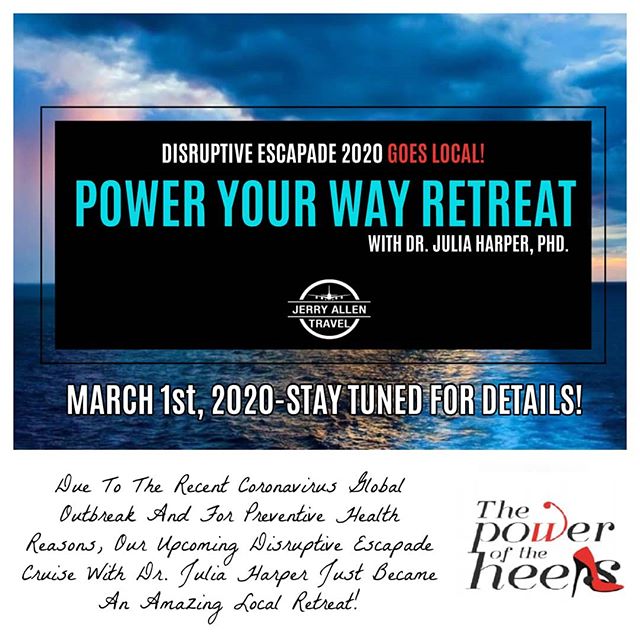 DISRUPTIVE ESCAPADE 2020 GOES LOCAL!
POWER YOUR WAY RETREAT
WITH DR. JULIA HARPER, PHD.
JERRY ALLEN
TRAVEL
MARCH 1st, 2020-STAY TUNED FOR DETAILS!
Due To The Recent Coronavirus Global
Outbreak And For Preventive Health
Reasons, Our Upcoming Disruptive Escapade
Cruise With Dr. Julia Harper Just Became
An Amazing Local Retreat!
The
power
of the
heels